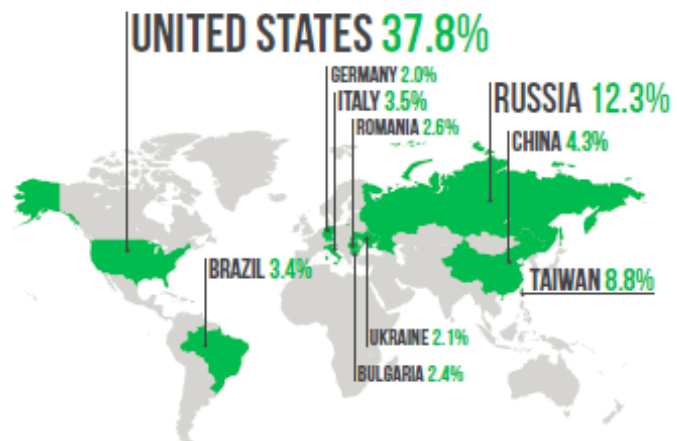 UNITED STATES 37.8%
GERMANY 2.0%
ITALY 3.5%
ROMANIA 2.6%
RUSSIA 12.3%
CHINA 4.3%
BRAZIL 3.4%
TAIWAN 8.8%
UKRAINE 2.1%
BULGARIA 2.4%